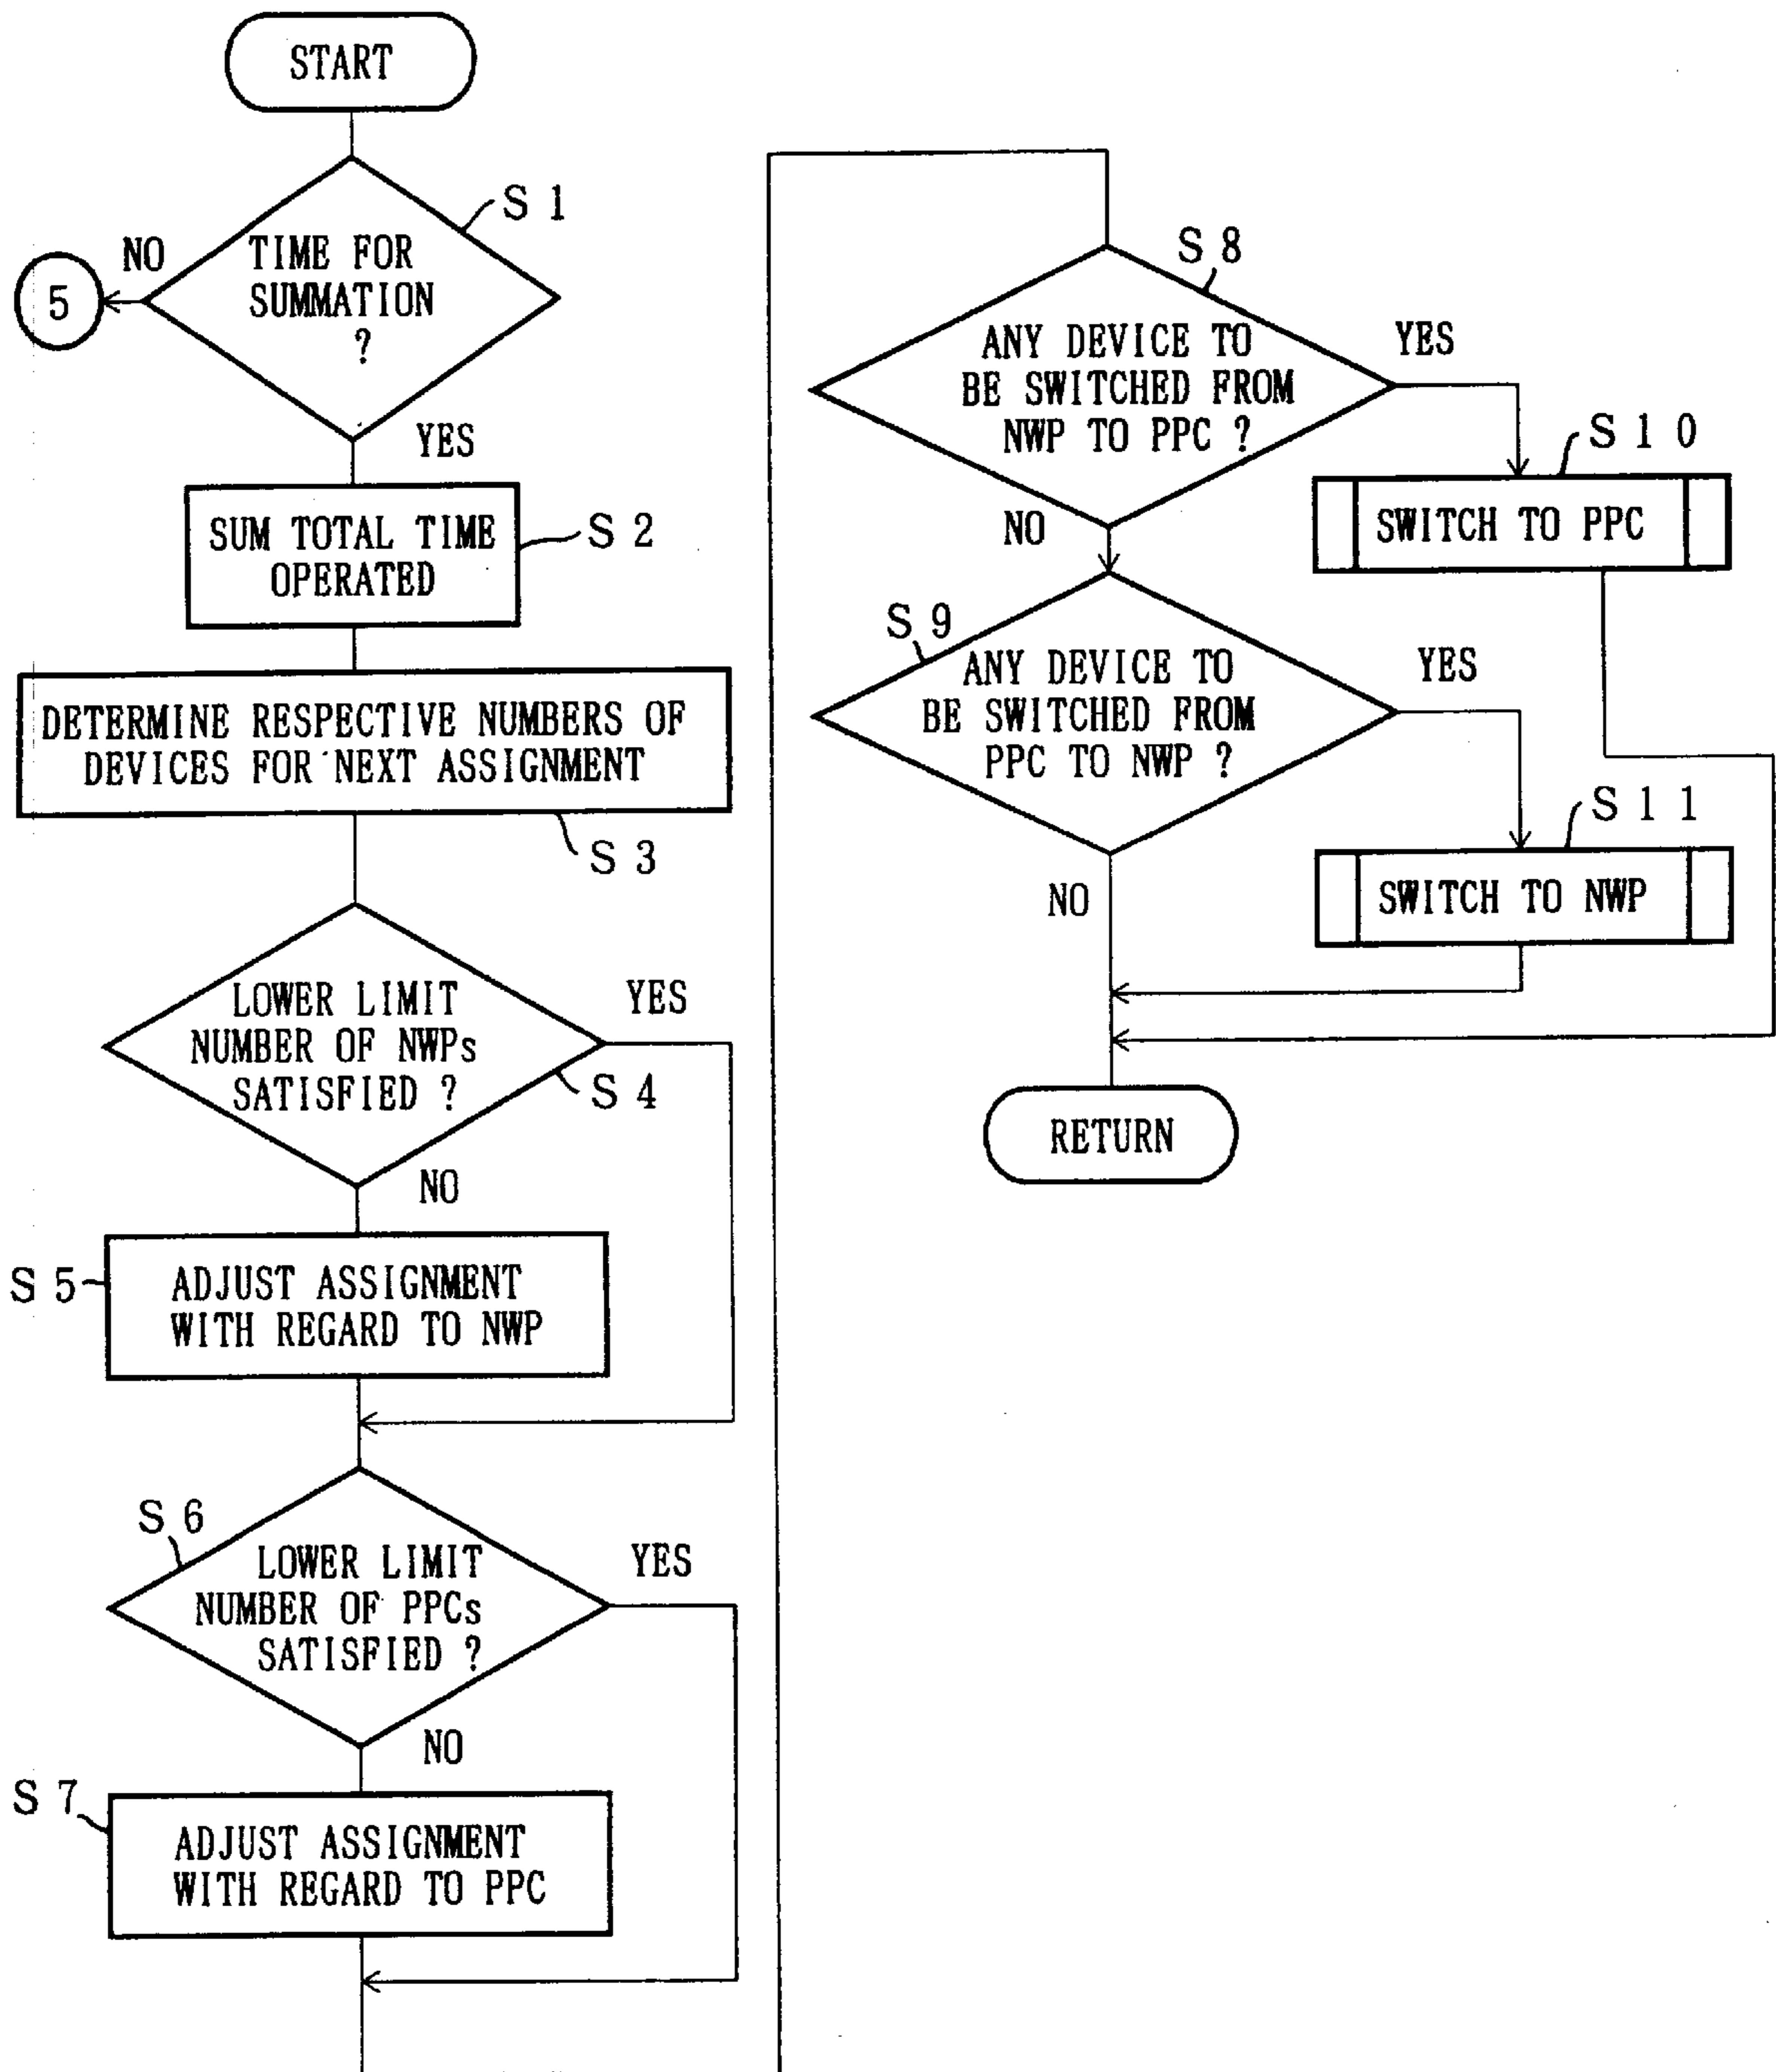 START
S 1
NO
TIME FOR
SUMMATION
?
5
YES
SUM TOTAL TIME
OPERATED
S 2
DETERMINE RESPECTIVE NUMBERS OF
DEVICES FOR NEXT ASSIGNMENT
S 3
LOWER LIMIT
NUMBER OF NWPs
SATISFIED ?
YES
S 4
NO
S 5
ADJUST ASSIGNMENT
WITH REGARD TO NWP
S 6
LOWER LIMIT
NUMBER OF PPCs
SATISFIED ?
YES
NO
S 7
ADJUST ASSIGNMENT
WITH REGARD TO PPC
S 8
ANY DEVICE TO
BE SWITCHED FROM
NWP TO PPC ?
YES
NO
S 1 0
SWITCH TO PPC
S 9
ANY DEVICE TO
BE SWITCHED FROM
PPC TO NWP ?
YES
NO
S 1 1
SWITCH TO NWP
RETURN